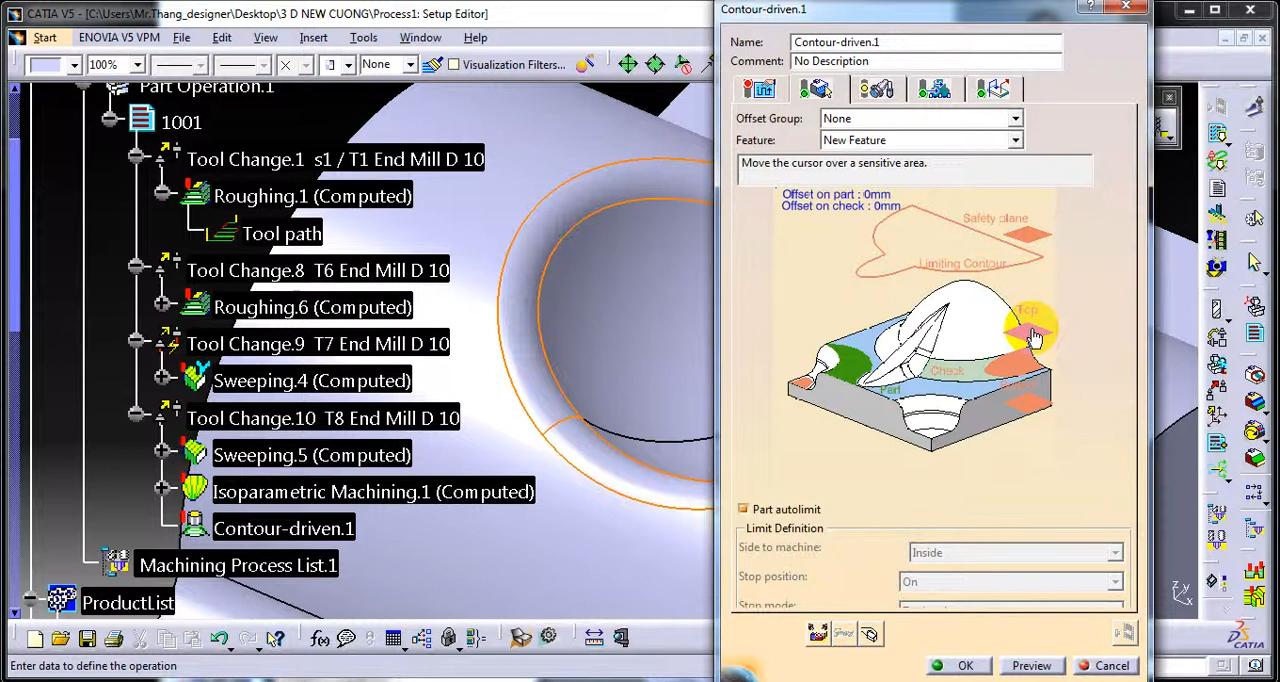 CATIA V5 - [C:\Users\Mr.Thang_designer\Desktop\3 D NEW CUONG\Process1: Setup Editor]
Start ENOVIA V5 VPM File Edit View Insert Tools Window Help
100% None Visualization Filters...
Part Operation.1
1001
Tool Change.1 s1 / T1 End Mill D 10
Roughing.1 (Computed)
Tool path
Tool Change.8 T6 End Mill D 10
Roughing.6 (Computed)
Tool Change.9 T7 End Mill D 10
Sweeping.4 (Computed)
Tool Change.10 T8 End Mill D 10
Sweeping.5 (Computed)
Isoparametric Machining.1 (Computed)
Contour-driven.1
Machining Process List.1
ProductList
Enter data to define the operation
Contour-driven.1
Name: Contour-driven.1
Comment: No Description
Offset Group: None
Feature: New Feature
Move the cursor over a sensitive area.
Offset on part : 0mm
Offset on check : 0mm
Safety plane
Limiting Contour
Top
Check
Part
Part autolimit
Limit Definition
Side to machine: Inside
Stop position: On
Stop mode:
OK Preview Cancel
z y
x
CATIA